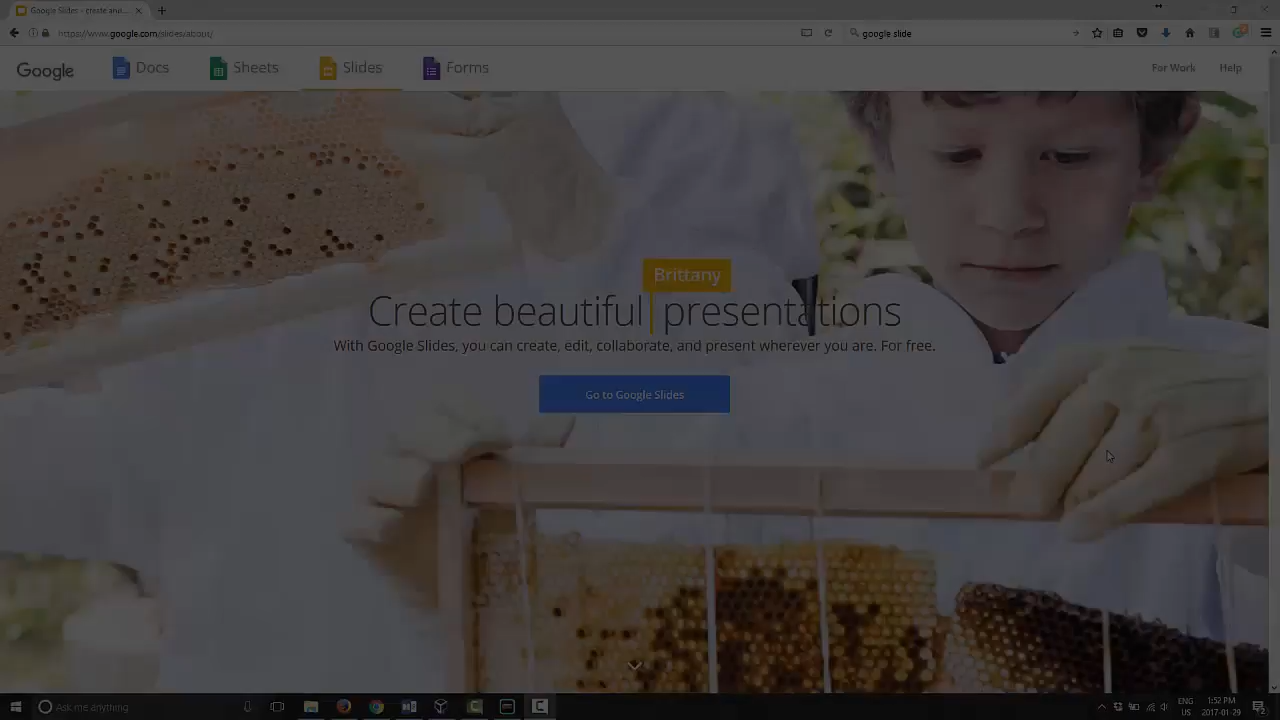 Google Slides - create and...
https://www.google.com/slides/about/
google slide
Google
Docs
Sheets
Slides
Forms
For Work
Help
Brittany
Create beautiful presentations
With Google Slides, you can create, edit, collaborate, and present wherever you are. For free.
Go to Google Slides
Ask me anything
ENG
US
1:52 PM
2017-01-29